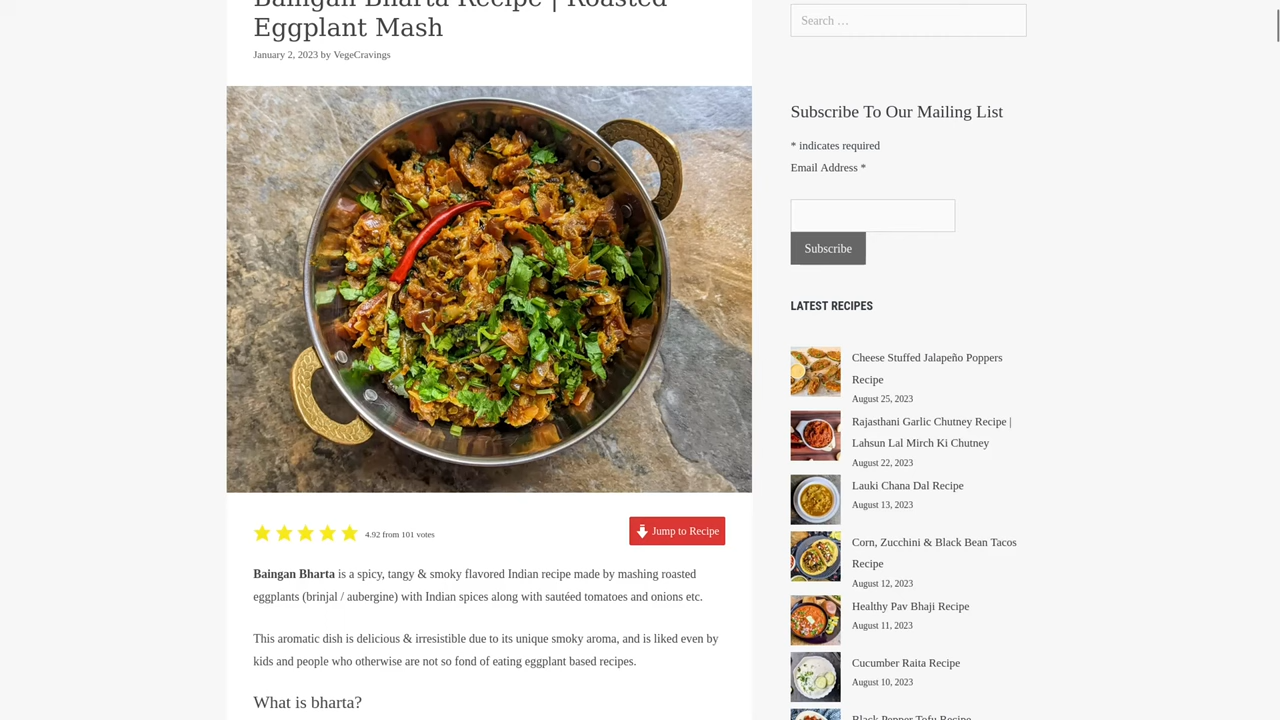 Baingan Bharta Recipe | Roasted
Eggplant Mash
January 2, 2023 by VegeCravings
4.92 from 101 votes
Jump to Recipe
Baingan Bharta is a spicy, tangy & smoky flavored Indian recipe made by mashing roasted
eggplants (brinjal / aubergine) with Indian spices along with sautéed tomatoes and onions etc.
This aromatic dish is delicious & irresistible due to its unique smoky aroma, and is liked even by
kids and people who otherwise are not so fond of eating eggplant based recipes.
What is bharta?
Search …
Subscribe To Our Mailing List
* indicates required
Email Address *
Subscribe
LATEST RECIPES
Cheese Stuffed Jalapeño Poppers
Recipe
August 25, 2023
Rajasthani Garlic Chutney Recipe |
Lahsun Lal Mirch Ki Chutney
August 22, 2023
Lauki Chana Dal Recipe
August 13, 2023
Corn, Zucchini & Black Bean Tacos
Recipe
August 12, 2023
Healthy Pav Bhaji Recipe
August 11, 2023
Cucumber Raita Recipe
August 10, 2023
Black Pepper Tofu Recipe